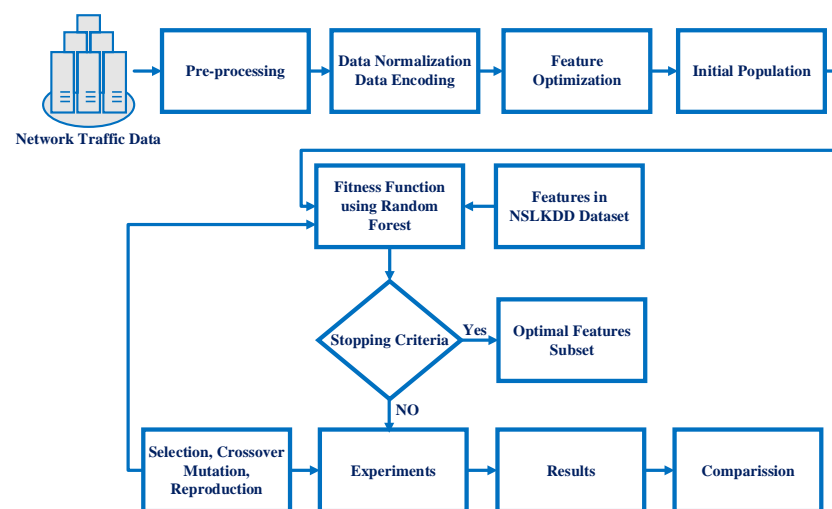 Pre-processing
Data Normalization
Data Encoding
Feature
Optimization
Initial Population
Network Traffic Data
Fitness Function
using Random
Forest
Features in
NSLKDD Dataset
Stopping Criteria
Yes
Optimal Features
Subset
NO
Selection, Crossover
Mutation,
Reproduction
Experiments
Results
Comparission